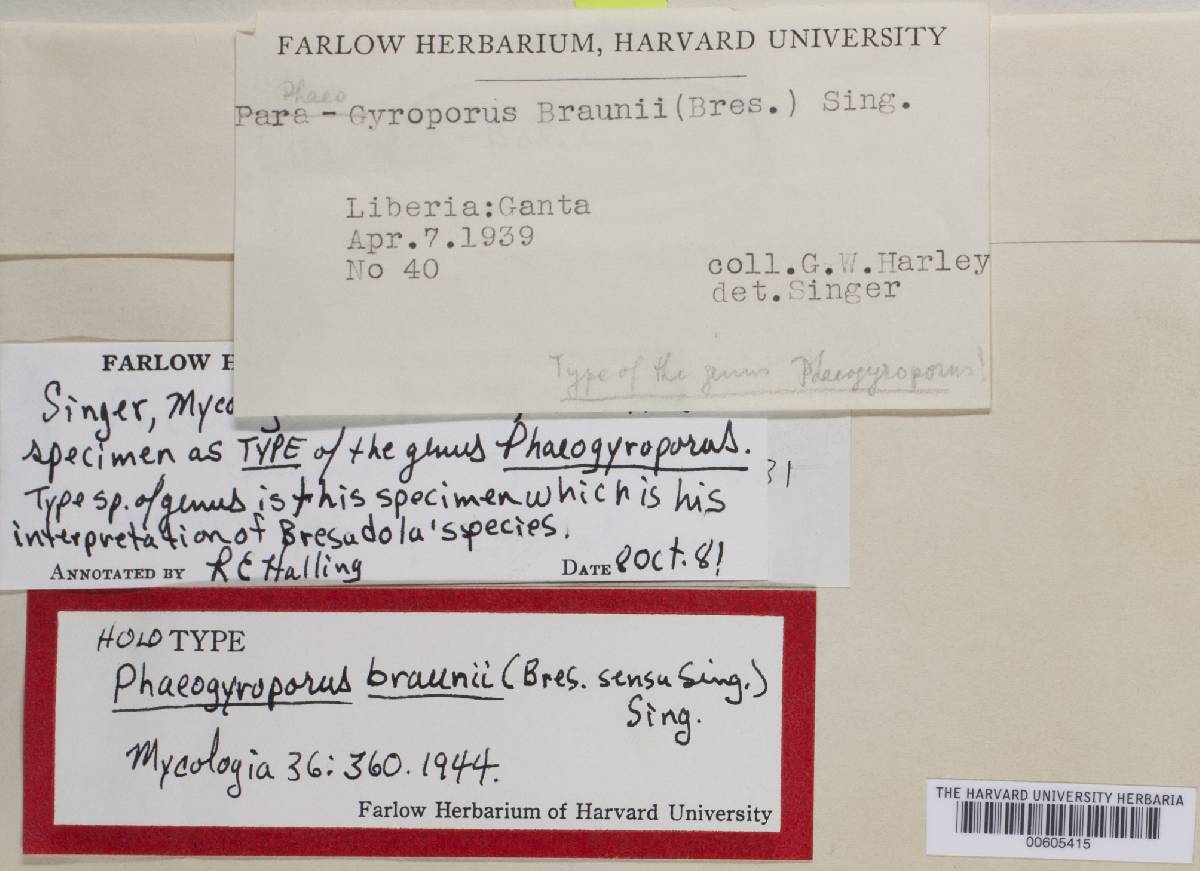 FARLOW HERBARIUM, HARVARD UNIVERSITY
Phaeo
Para - Gyroporus Braunii (Bres.) Sing.
Liberia:Ganta
Apr.7.1939
No 40
coll.G.W.Harley
det.Singer
Type of the genus Phaeogyroporus!
FARLOW H
Singer, Myco
specimen as TYPE of the genus Phaeogyroporus.
31
Type sp. of genus is this specimen which is his
interpretation of Bresadola's species.
ANNOTATED BY R E Halling DATE 8 Oct. 81
HOLOTYPE
Phaeogyroporus braunii (Bres. sensu Sing.)
Sing.
Mycologia 36: 360. 1944.
Farlow Herbarium of Harvard University
THE HARVARD UNIVERSITY HERBARIA
00605415